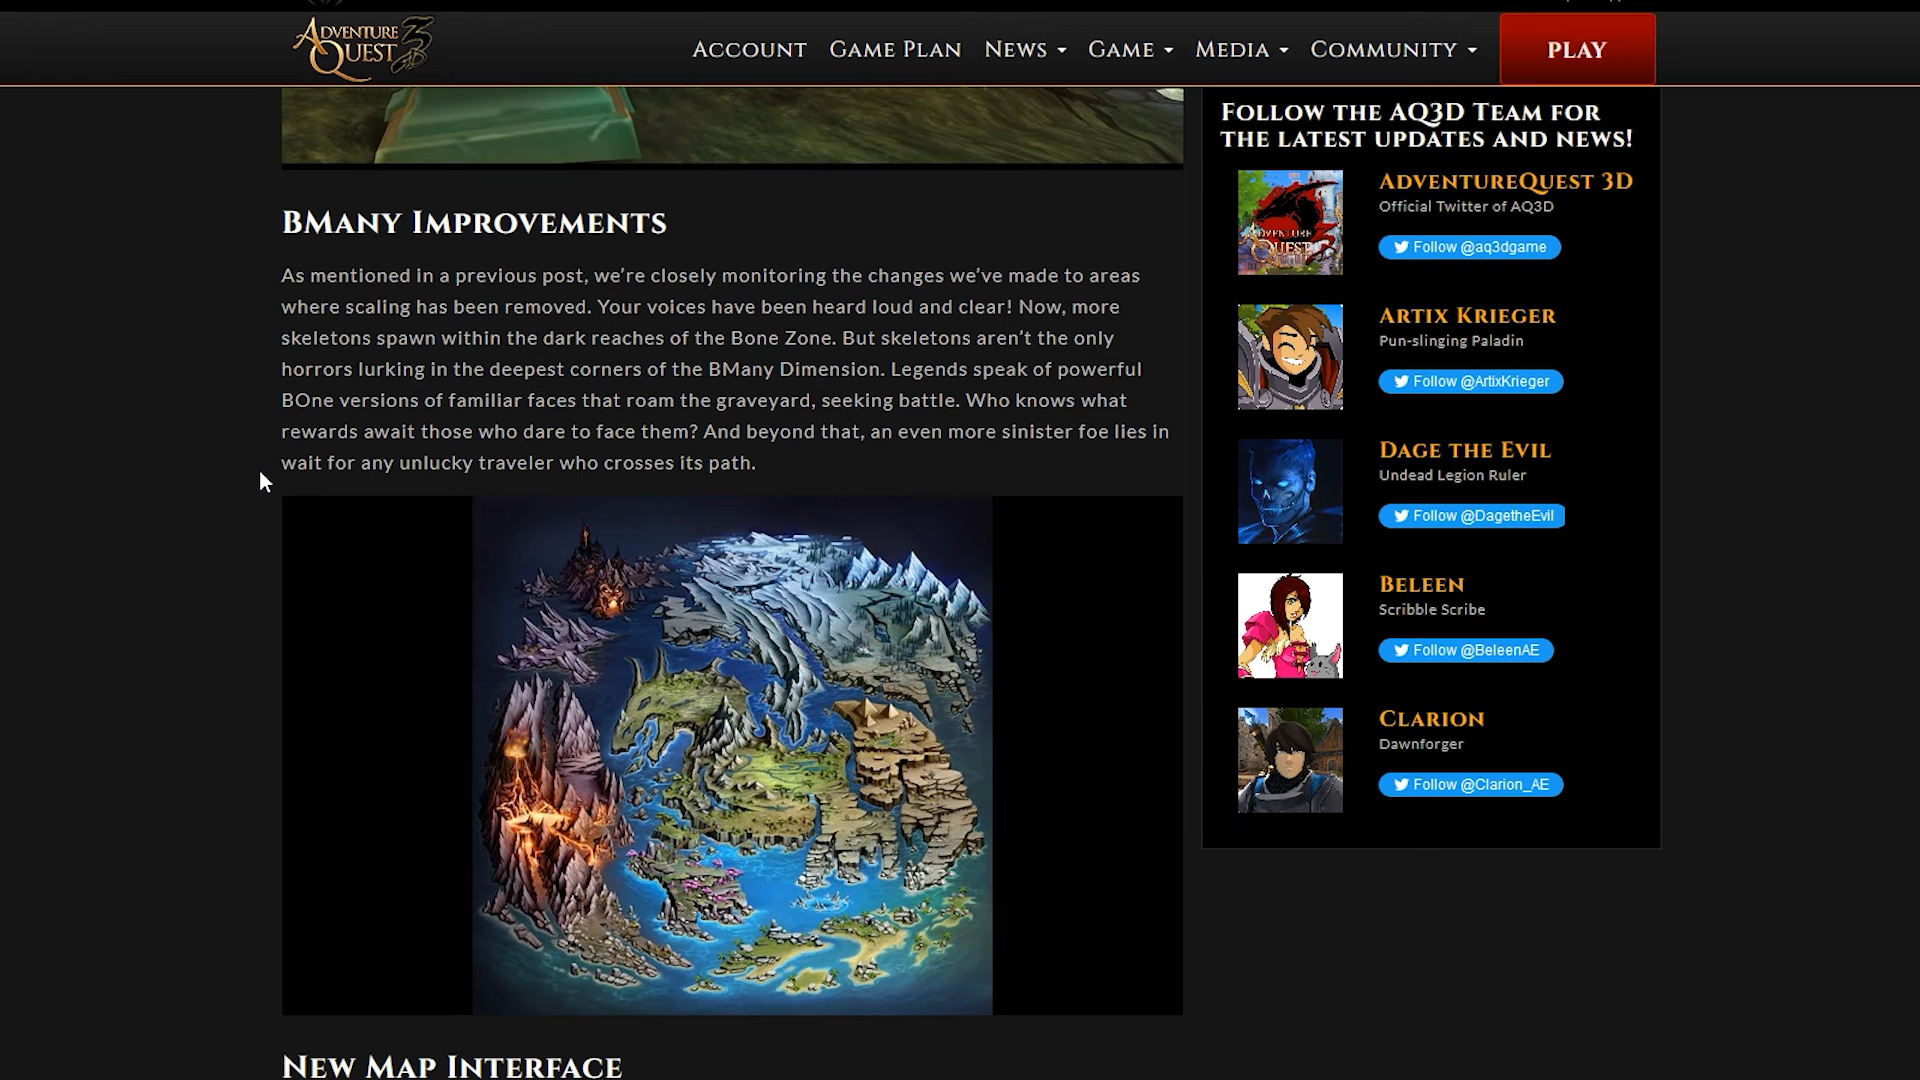 ADVENTURE QUEST 3D
ACCOUNT
GAME PLAN
NEWS
GAME
MEDIA
COMMUNITY
PLAY
BMANY IMPROVEMENTS
As mentioned in a previous post, we’re closely monitoring the changes we’ve made to areas
where scaling has been removed. Your voices have been heard loud and clear! Now, more
skeletons spawn within the dark reaches of the Bone Zone. But skeletons aren’t the only
horrors lurking in the deepest corners of the BMany Dimension. Legends speak of powerful
BOne versions of familiar faces that roam the graveyard, seeking battle. Who knows what
rewards await those who dare to face them? And beyond that, an even more sinister foe lies in
wait for any unlucky traveler who crosses its path.
NEW MAP INTERFACE
FOLLOW THE AQ3D TEAM FOR
THE LATEST UPDATES AND NEWS!
ADVENTURE QUEST
ADVENTUREQUEST 3D
Official Twitter of AQ3D
Follow @aq3dgame
ARTIX KRIEGER
Pun-slinging Paladin
Follow @ArtixKrieger
DAGE THE EVIL
Undead Legion Ruler
Follow @DagetheEvil
BELEEN
Scribble Scribe
Follow @BeleenAE
CLARION
Dawnforger
Follow @Clarion_AE